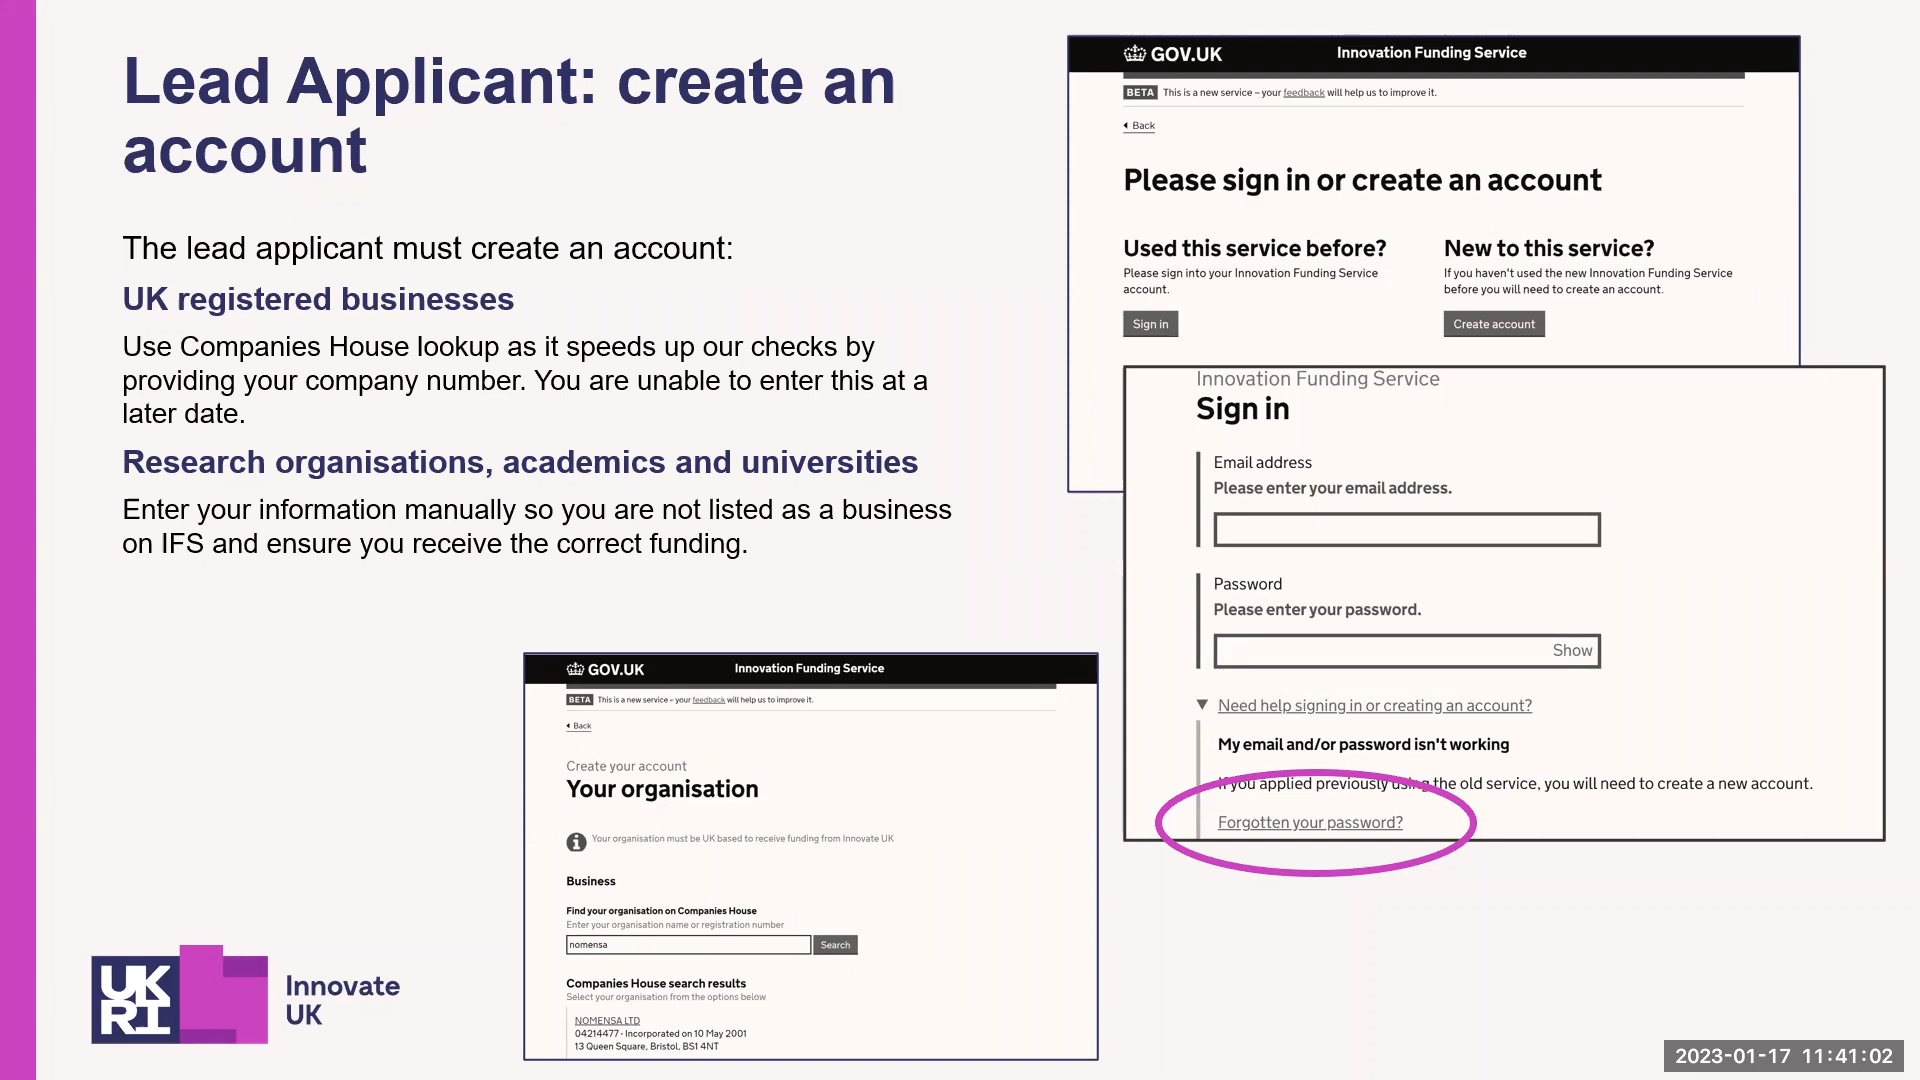 Lead Applicant: create an
account
The lead applicant must create an account:
UK registered businesses
Use Companies House lookup as it speeds up our checks by
providing your company number. You are unable to enter this at a
later date.
Research organisations, academics and universities
Enter your information manually so you are not listed as a business
on IFS and ensure you receive the correct funding.
GOV.UK Innovation Funding Service
BETA This is a new service – your feedback will help us to improve it.
Back
Please sign in or create an account
Used this service before?
Please sign into your Innovation Funding Service
account.
Sign in
New to this service?
If you haven't used the new Innovation Funding Service
before you will need to create an account.
Create account
Innovation Funding Service
Sign in
Email address
Please enter your email address.
Password
Please enter your password.
Show
Need help signing in or creating an account?
My email and/or password isn't working
If you applied previously using the old service, you will need to create a new account.
Forgotten your password?
GOV.UK Innovation Funding Service
BETA This is a new service – your feedback will help us to improve it.
Back
Create your account
Your organisation
Your organisation must be UK based to receive funding from Innovate UK
Business
Find your organisation on Companies House
Enter your organisation name or registration number
nomensa Search
Companies House search results
Select your organisation from the options below
NOMENSA LTD
04214477 - Incorporated on 10 May 2001
13 Queen Square, Bristol, BS1 4NT
UK
RI
Innovate
UK
2023-01-17 11:41:02